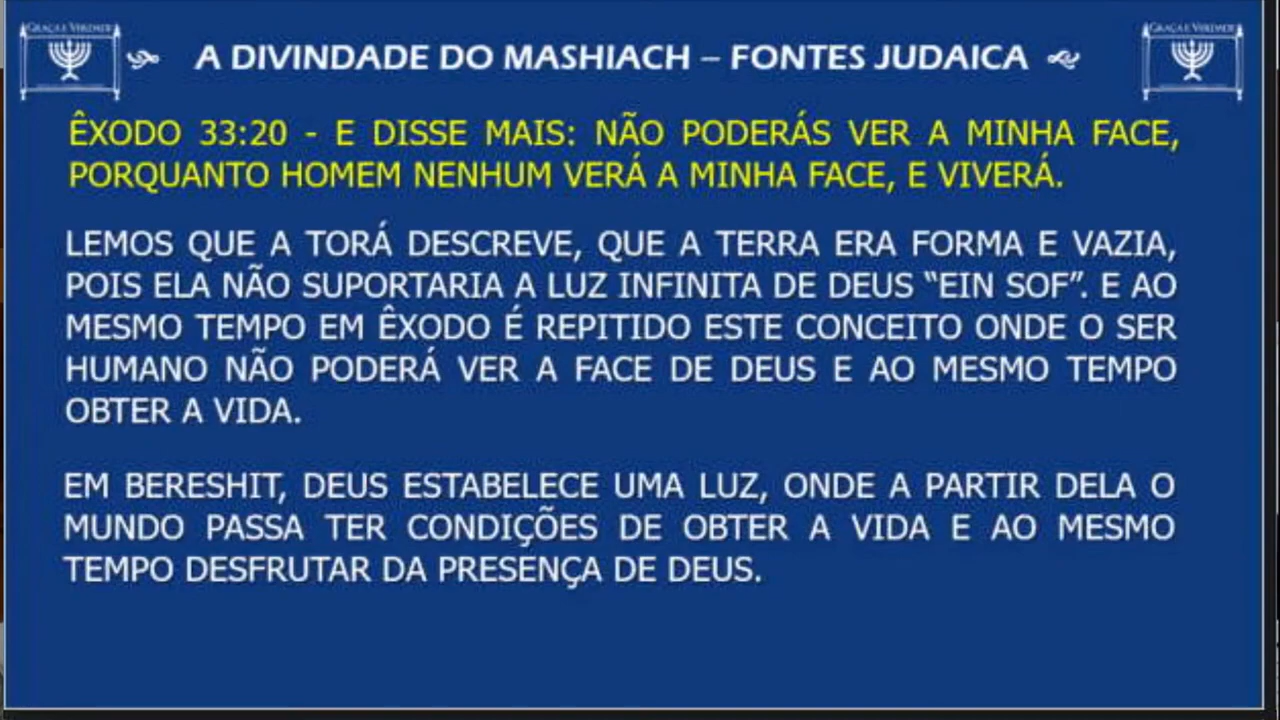 GRAÇA E VERDADE
GRAÇA E VERDADE
A DIVINDADE DO MASHIACH – FONTES JUDAICA
ÊXODO 33:20 - E DISSE MAIS: NÃO PODERÁS VER A MINHA FACE,
PORQUANTO HOMEM NENHUM VERÁ A MINHA FACE, E VIVERÁ.
LEMOS QUE A TORÁ DESCREVE, QUE A TERRA ERA FORMA E VAZIA,
POIS ELA NÃO SUPORTARIA A LUZ INFINITA DE DEUS “EIN SOF”. E AO
MESMO TEMPO EM ÊXODO É REPITIDO ESTE CONCEITO ONDE O SER
HUMANO NÃO PODERÁ VER A FACE DE DEUS E AO MESMO TEMPO
OBTER A VIDA.
EM BERESHIT, DEUS ESTABELECE UMA LUZ, ONDE A PARTIR DELA O
MUNDO PASSA TER CONDIÇÕES DE OBTER A VIDA E AO MESMO
TEMPO DESFRUTAR DA PRESENÇA DE DEUS.